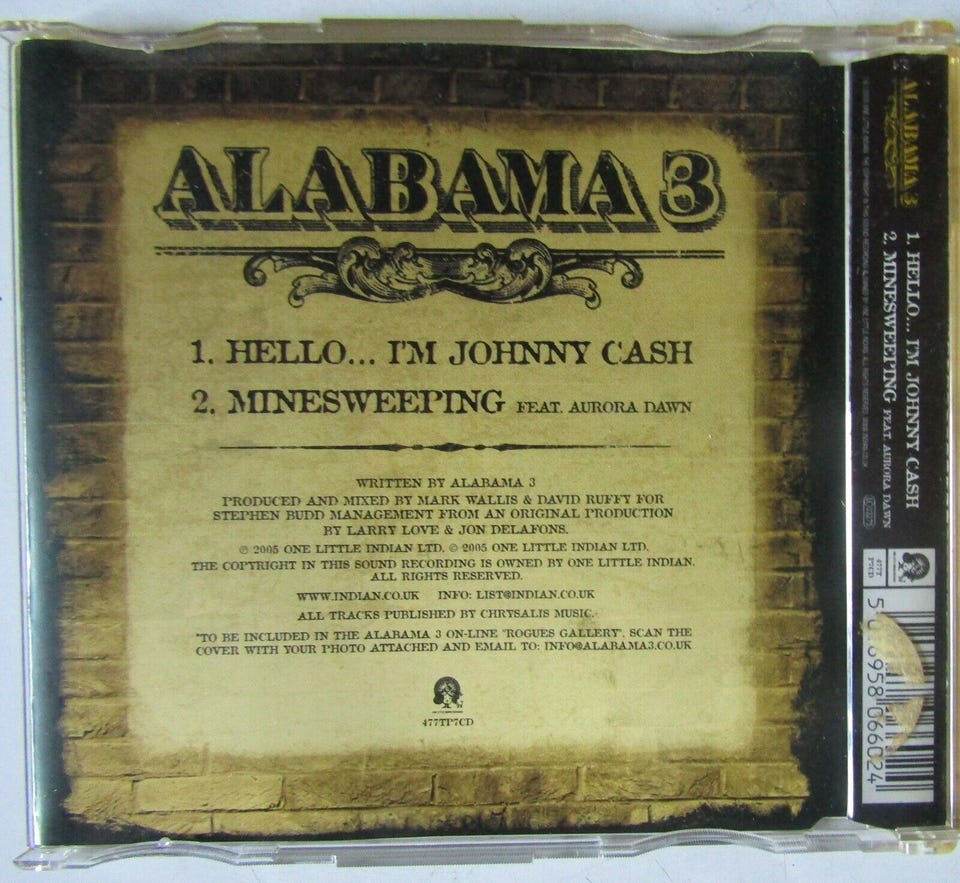 ALABAMA 3
1. HELLO... I'M JOHNNY CASH
2. MINESWEEPING FEAT. AURORA DAWN
WRITTEN BY ALABAMA 3
PRODUCED AND MIXED BY MARK WALLIS & DAVID RUFFY FOR
STEPHEN BUDD MANAGEMENT FROM AN ORIGINAL PRODUCTION
BY LARRY LOVE & JON DELAFONS.
℗ 2005 ONE LITTLE INDIAN LTD. © 2005 ONE LITTLE INDIAN LTD.
THE COPYRIGHT IN THIS SOUND RECORDING IS OWNED BY ONE LITTLE INDIAN.
ALL RIGHTS RESERVED.
WWW.INDIAN.CO.UK INFO: LIST@INDIAN.CO.UK
ALL TRACKS PUBLISHED BY CHRYSALIS MUSIC.
"TO BE INCLUDED IN THE ALABAMA 3 ON-LINE "ROGUES GALLERY", SCAN THE
COVER WITH YOUR PHOTO ATTACHED AND EMAIL TO: INFO@ALABAMA3.CO.UK
477TP7CD
ALABAMA 3
1. HELLO... I'M JOHNNY CASH
2. MINESWEEPING FEAT. AURORA DAWN
477T
P7CD